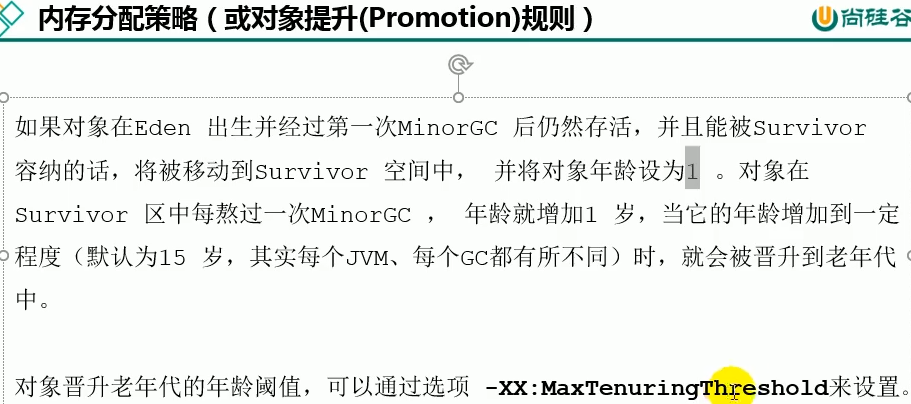 内存分配策略（或对象提升(Promotion)规则）
尚硅谷
如果对象在Eden 出生并经过第一次MinorGC 后仍然存活，并且能被Survivor
容纳的话，将被移动到Survivor 空间中， 并将对象年龄设为1 。对象在
Survivor 区中每熬过一次MinorGC ， 年龄就增加1 岁，当它的年龄增加到一定
程度（默认为15 岁，其实每个JVM、每个GC都有所不同）时，就会被晋升到老年代
中。
对象晋升老年代的年龄阈值，可以通过选项 -XX:MaxTenuringThreshold来设置。